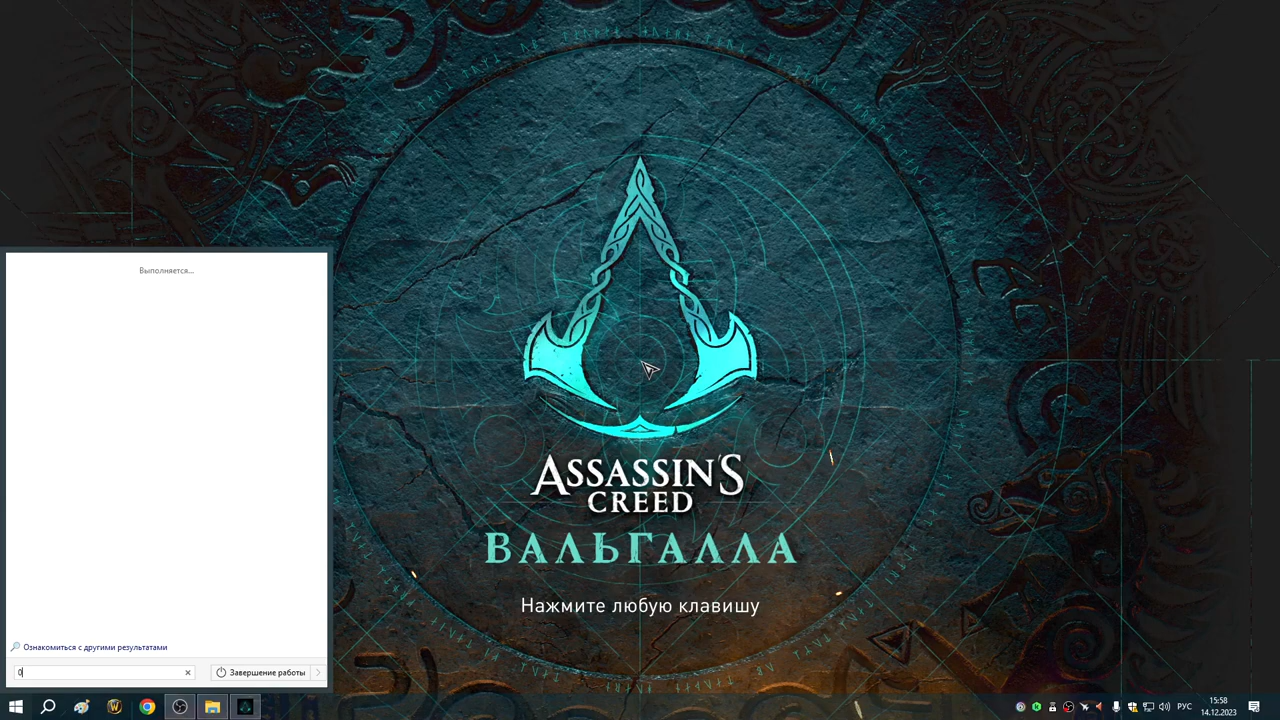 Выполняется...
ASSASSIN'S
CREED
ВАЛЬГАЛЛА
Нажмите любую клавишу
Ознакомиться с другими результатами
0
Завершение работы
РУС
15:58
14.12.2023